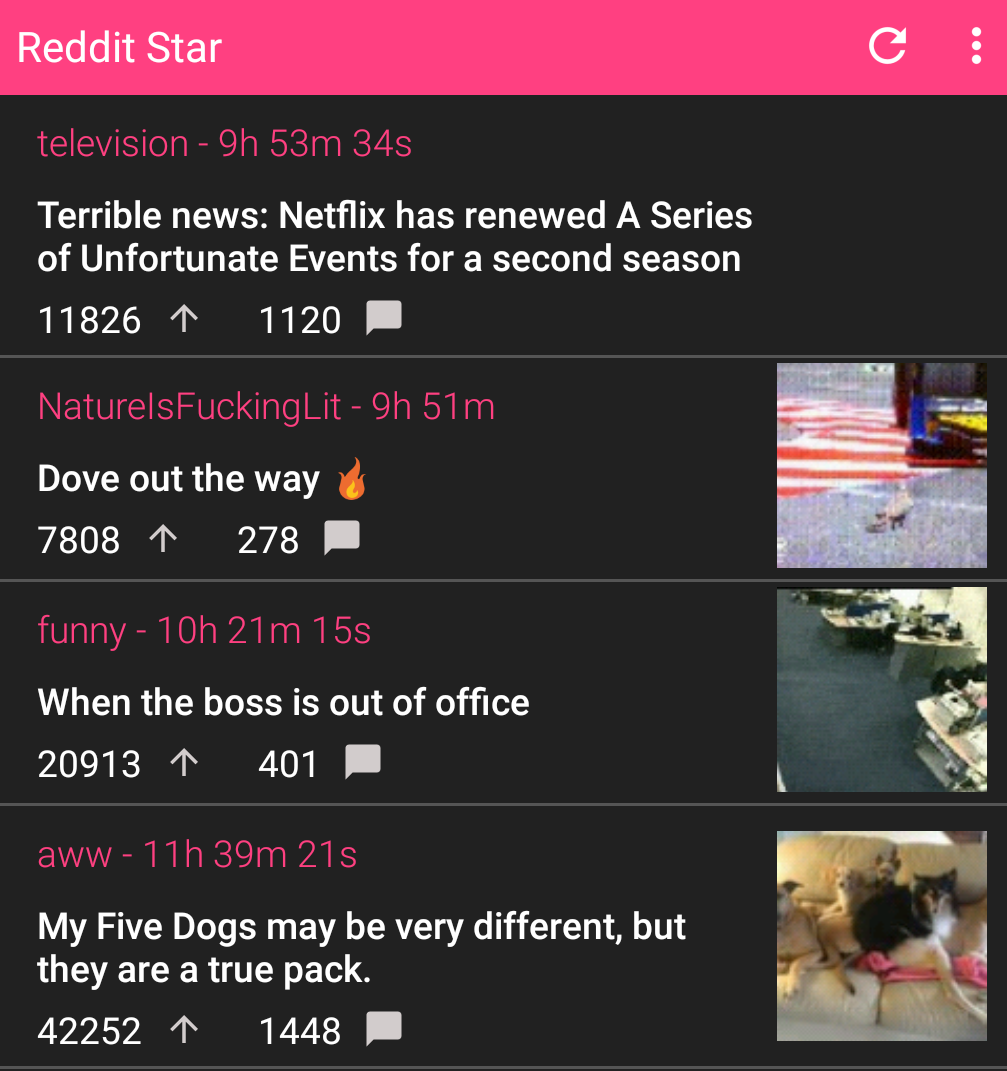 Reddit Star
television - 9h 53m 34s
Terrible news: Netflix has renewed A Series
of Unfortunate Events for a second season
11826 1120
NatureIsFuckingLit - 9h 51m
Dove out the way 🔥
7808 278
funny - 10h 21m 15s
When the boss is out of office
20913 401
aww - 11h 39m 21s
My Five Dogs may be very different, but
they are a true pack.
42252 1448